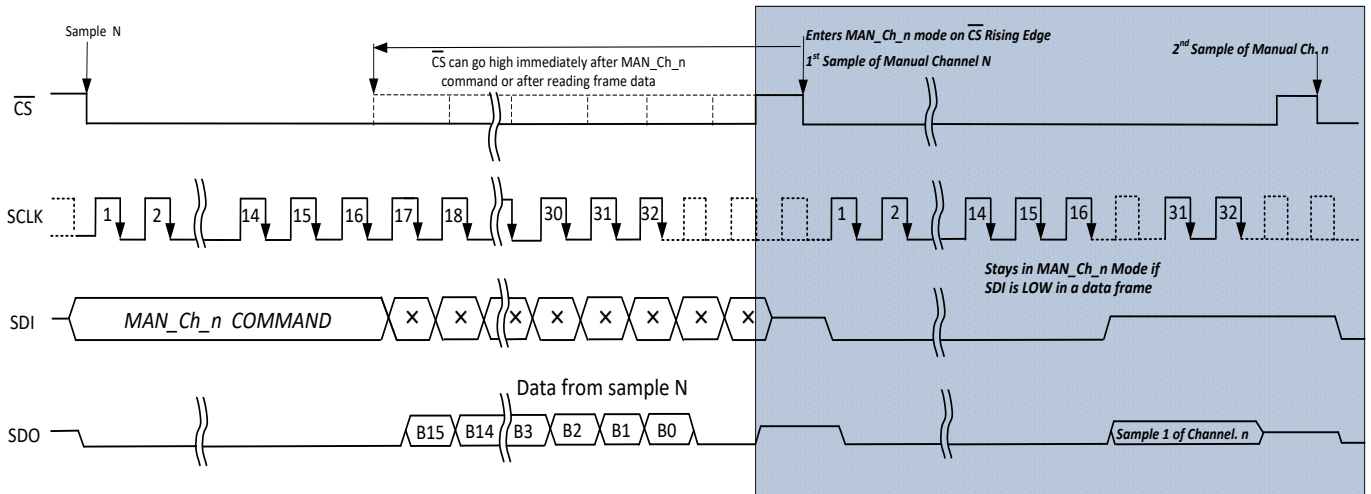 Sample N
Enters MAN_Ch_n mode on CS Rising Edge
1st Sample of Manual Channel N
2nd Sample of Manual Ch. n
CS can go high immediately after MAN_Ch_n
command or after reading frame data
CS
SCLK
1 2 14 15 16 17 18 30 31 32 1 2 14 15 16 31 32
Stays in MAN_Ch_n Mode if
SDI is LOW in a data frame
SDI
MAN_Ch_n COMMAND
X X X X X X X X
Data from sample N
SDO
B15 B14 B3 B2 B1 B0
Sample 1 of Channel. n